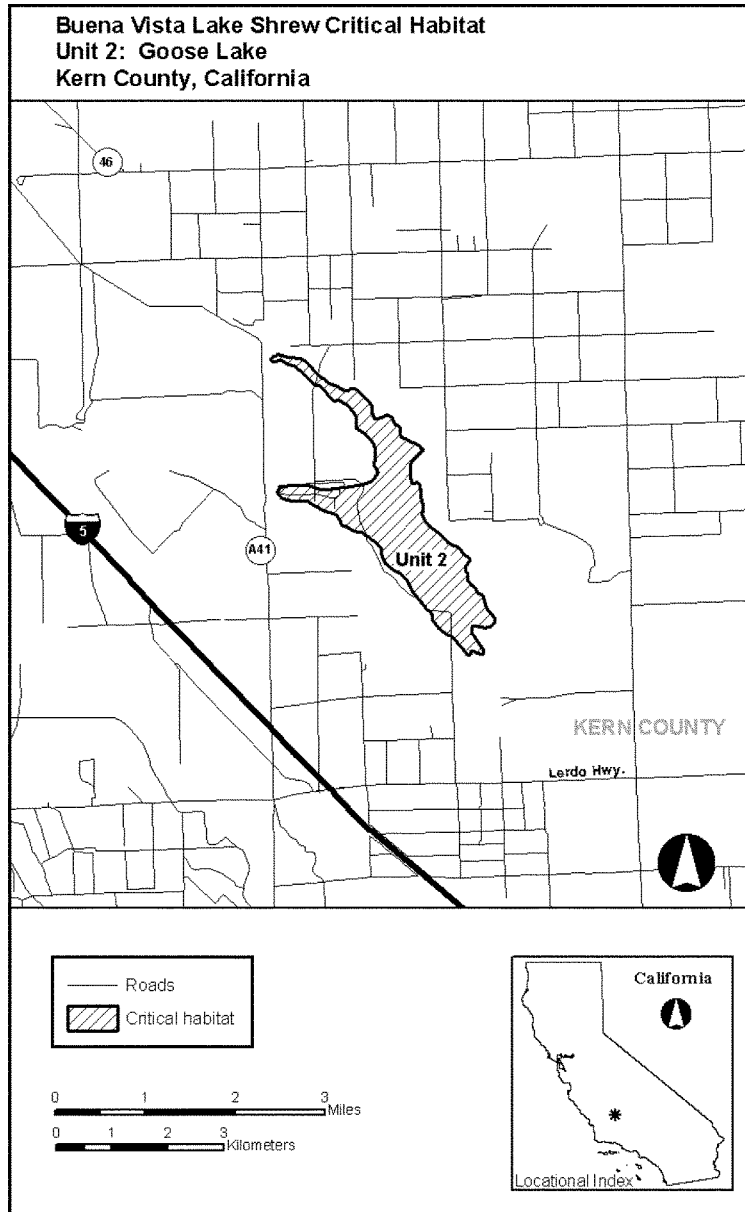 Buena Vista Lake Shrew Critical Habitat
Unit 2: Goose Lake
Kern County, California
46
5
A41
Unit 2
KERN COUNTY
Lerdo Hwy.
Roads
Critical habitat
0 1 2 3
Miles
0 1 2 3
Kilometers
California
Locational Index